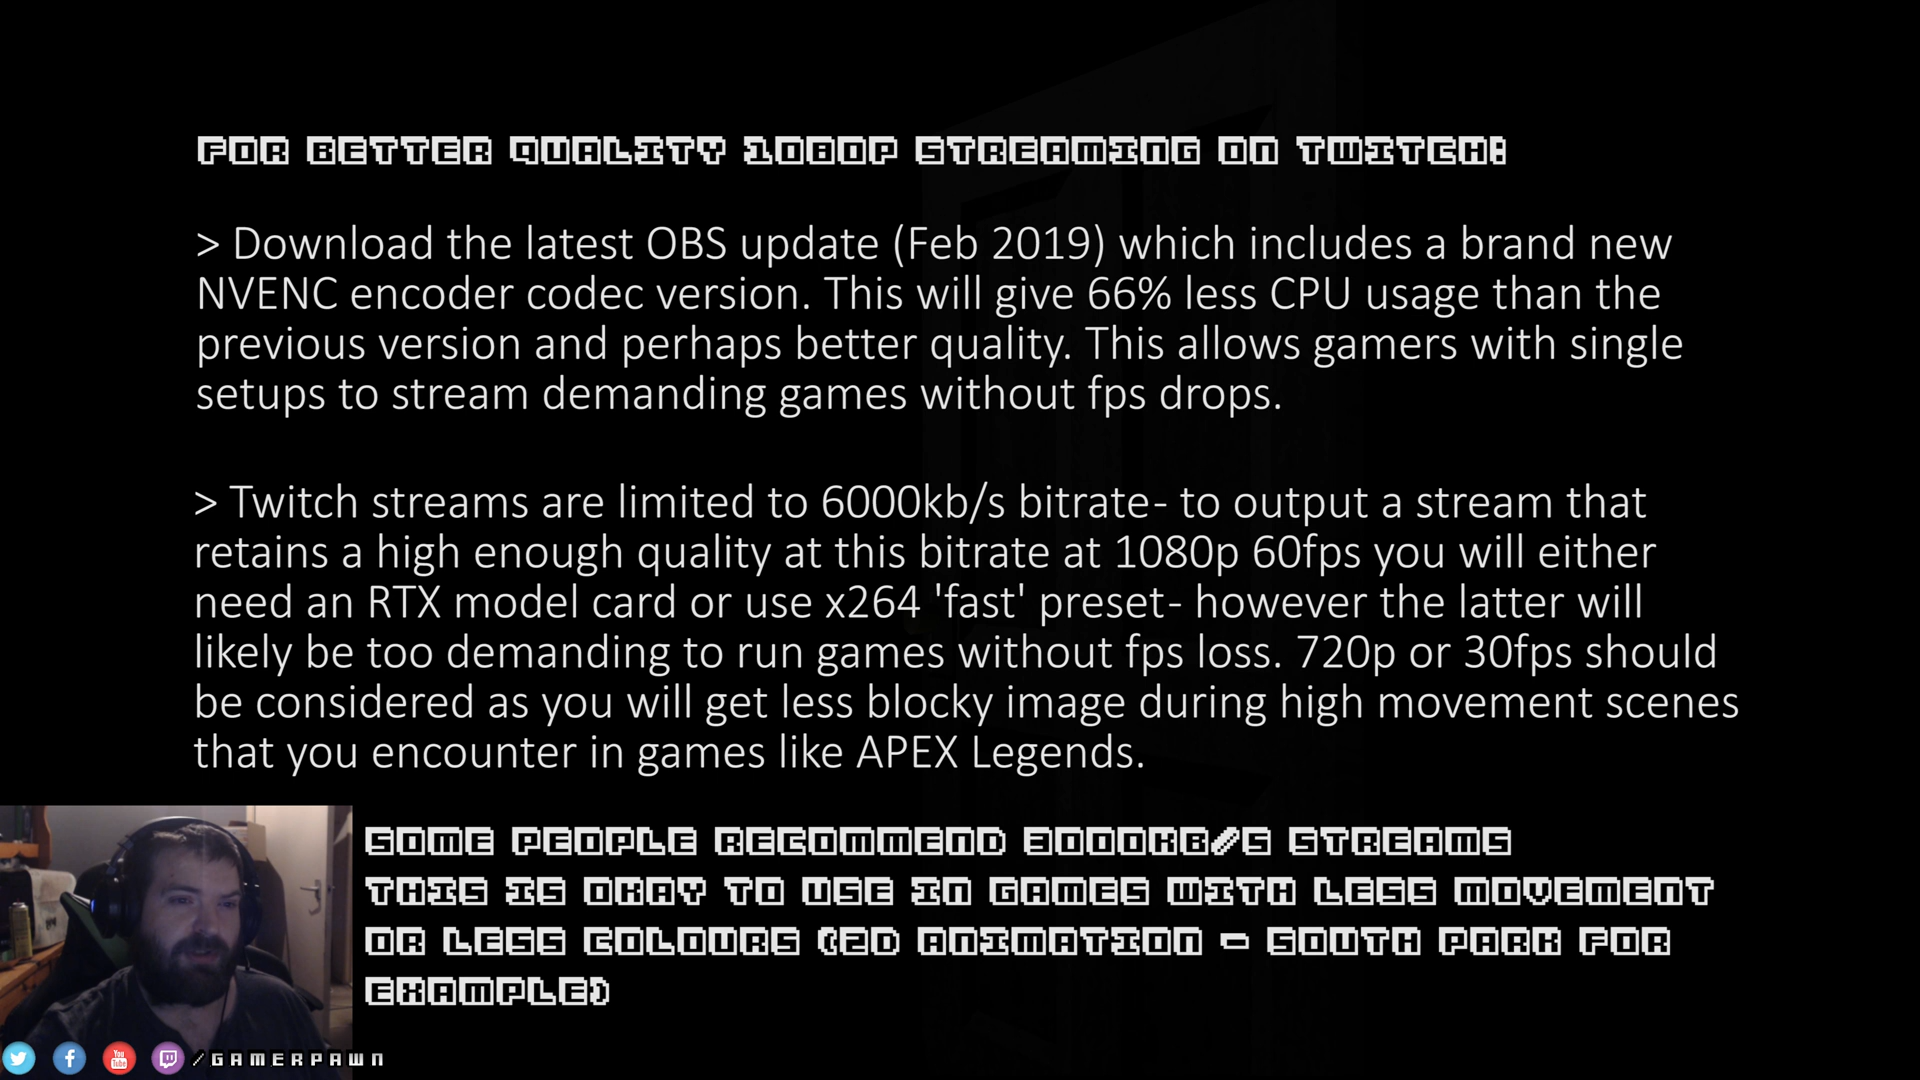 FOR BETTER QUALITY 1080P STREAMING ON TWITCH:
> Download the latest OBS update (Feb 2019) which includes a brand new
NVENC encoder codec version. This will give 66% less CPU usage than the
previous version and perhaps better quality. This allows gamers with single
setups to stream demanding games without fps drops.
> Twitch streams are limited to 6000kb/s bitrate- to output a stream that
retains a high enough quality at this bitrate at 1080p 60fps you will either
need an RTX model card or use x264 'fast' preset- however the latter will
likely be too demanding to run games without fps loss. 720p or 30fps should
be considered as you will get less blocky image during high movement scenes
that you encounter in games like APEX Legends.
SOME PEOPLE RECOMMEND 3000KB/S STREAMS
THIS IS OKAY TO USE IN GAMES WITH LESS MOVEMENT
OR LESS COLOURS (2D ANIMATION - SOUTH PARK FOR
EXAMPLE)
You Tube
/GAMERPAWN